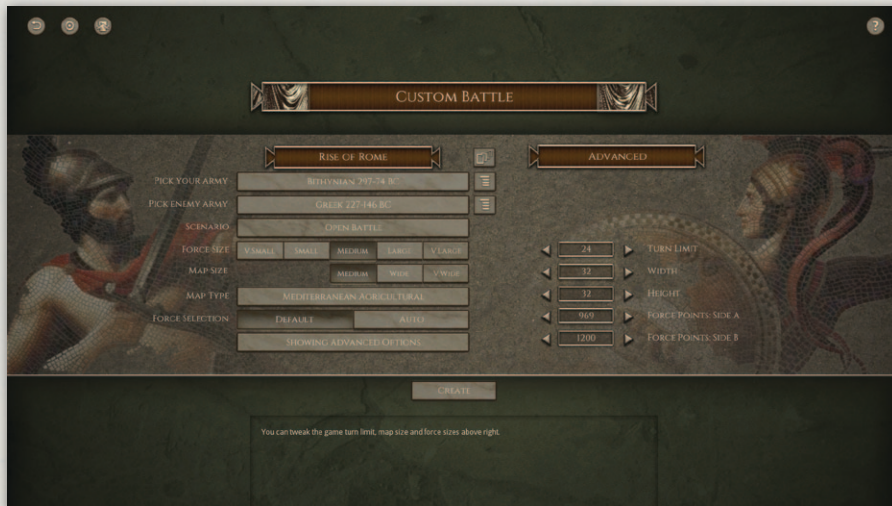 ?
Custom Battle
Rise of Rome
Advanced
Pick Your Army Bithynian 297-74 BC
Pick Enemy Army Greek 227-146 BC
Scenario Open Battle
Force Size V.Small Small Medium Large V.Large
24 Turn Limit
Map Size Medium Wide V.Wide
32 Width
Map Type Mediterranean Agricultural
32 Height
Force Selection Default Auto
969 Force Points: Side A
Showing Advanced Options
1200 Force Points: Side B
Create
You can tweak the game turn limit, map size and force sizes above right.